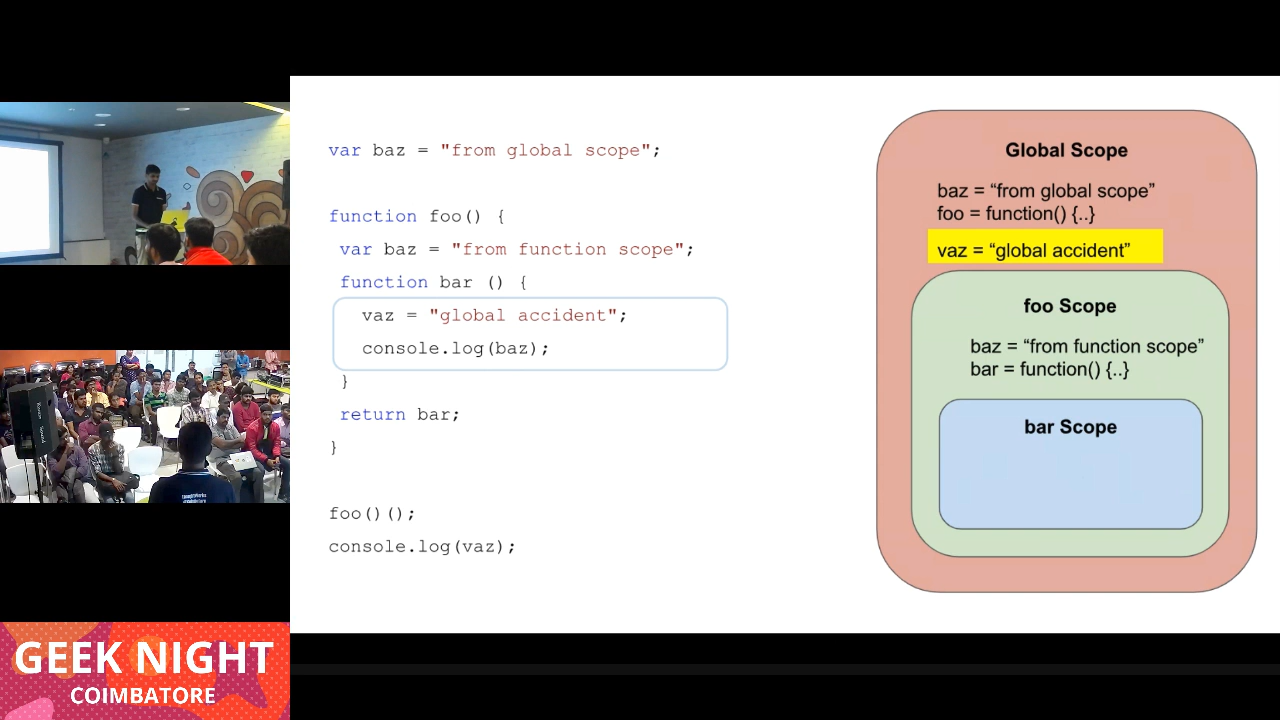 var baz = "from global scope";
function foo() {
var baz = "from function scope";
function bar () {
vaz = "global accident";
console.log(baz);
}
return bar;
}
foo()();
console.log(vaz);
Global Scope
baz = “from global scope”
foo = function() {..}
vaz = “global accident”
foo Scope
baz = “from function scope”
bar = function() {..}
bar Scope
GEEK NIGHT
COIMBATORE